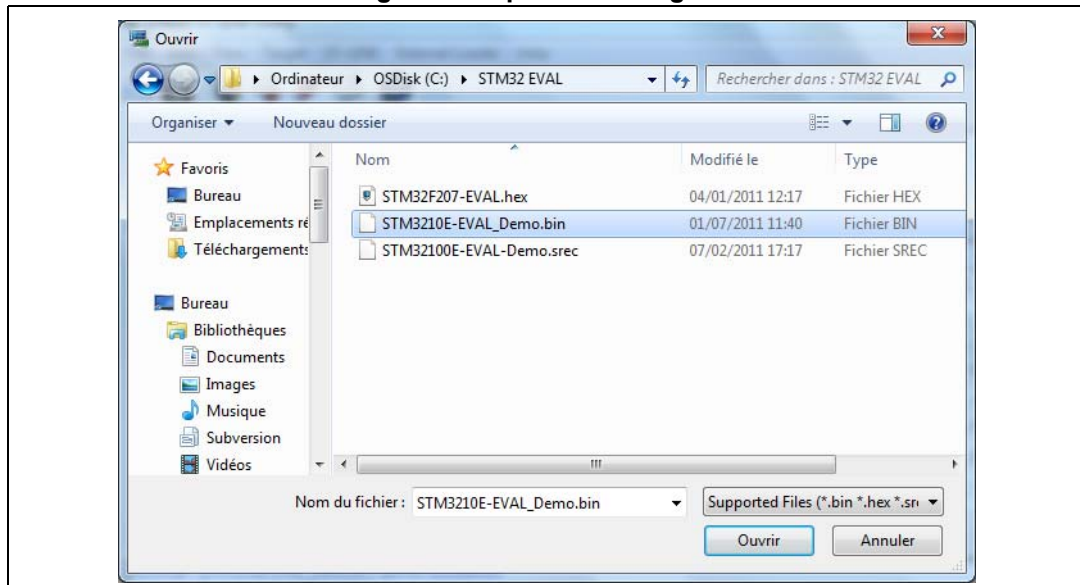 Ouvrir
Ordinateur OSDisk (C:) STM32 EVAL Rechercher dans : STM32 EVAL
Organiser Nouveau dossier
Favoris
Bureau
Emplacements ré
Téléchargements
Bureau
Bibliothèques
Documents
Images
Musique
Subversion
Vidéos
Nom Modifié le Type
STM32F207-EVAL.hex 04/01/2011 12:17 Fichier HEX
STM3210E-EVAL_Demo.bin 01/07/2011 11:40 Fichier BIN
STM32100E-EVAL-Demo.srec 07/02/2011 17:17 Fichier SREC
Nom du fichier : STM3210E-EVAL_Demo.bin Supported Files (*.bin *.hex *.sr
Ouvrir Annuler